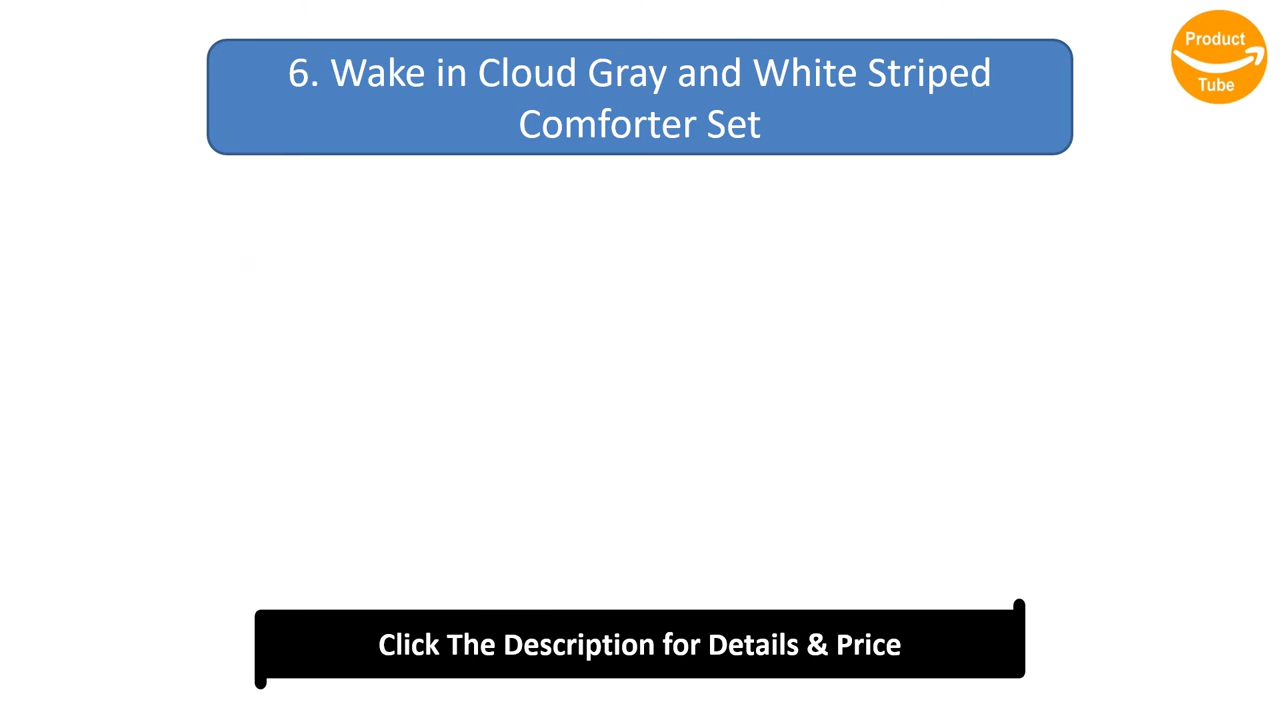 Product
Tube
6. Wake in Cloud Gray and White Striped
Comforter Set
Click The Description for Details & Price